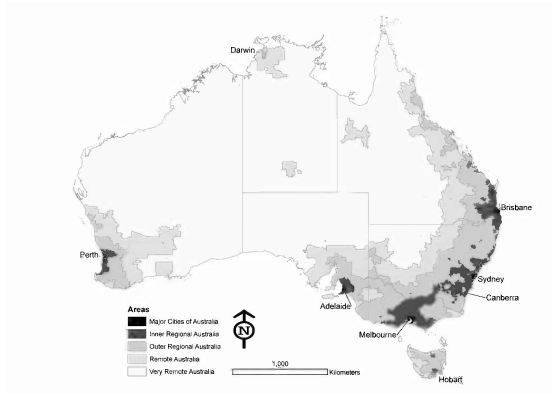 Darwin
Brisbane
Perth
Sydney
Canberra
Adelaide
Melbourne
Hobart
Areas
Major Cities of Australia
Inner Regional Australia
Outer Regional Australia
Remote Australia
Very Remote Australia
N
1,000
Kilometers